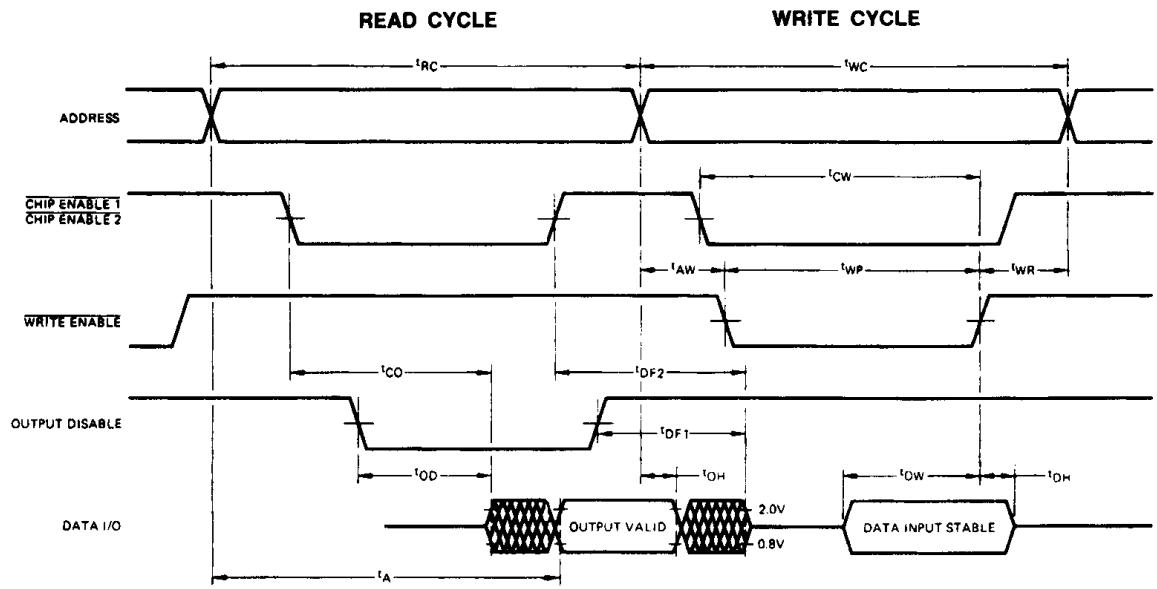 READ CYCLE WRITE CYCLE
tRC tWC
ADDRESS
tCW
CHIP ENABLE 1
CHIP ENABLE 2
tAW tWP tWR
WRITE ENABLE
tCO tDF2
OUTPUT DISABLE
tDF1
tOD tOH tDW tDH
2.0V
DATA I/O OUTPUT VALID DATA INPUT STABLE
0.8V
tA